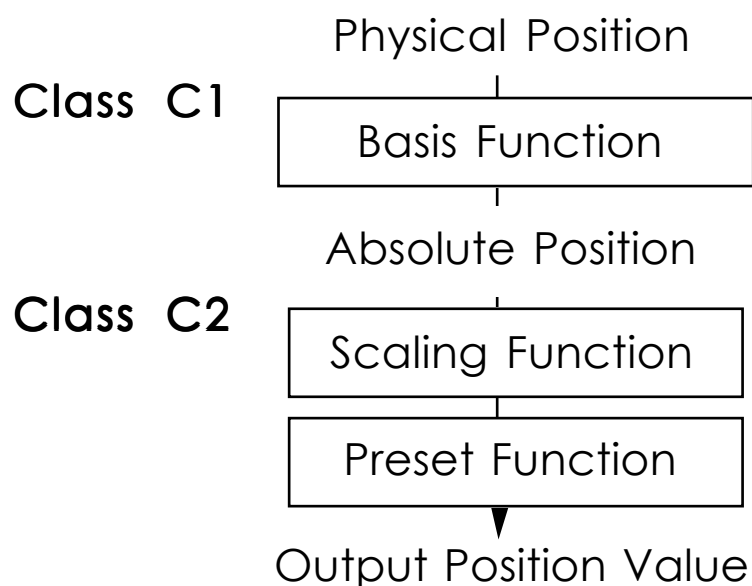 Physical Position
Class C1
Basis Function
Absolute Position
Class C2
Scaling Function
Preset Function
Output Position Value